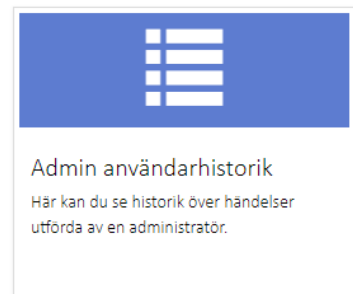 Admin användarhistorik
Här kan du se historik över händelser
utförda av en administratör.